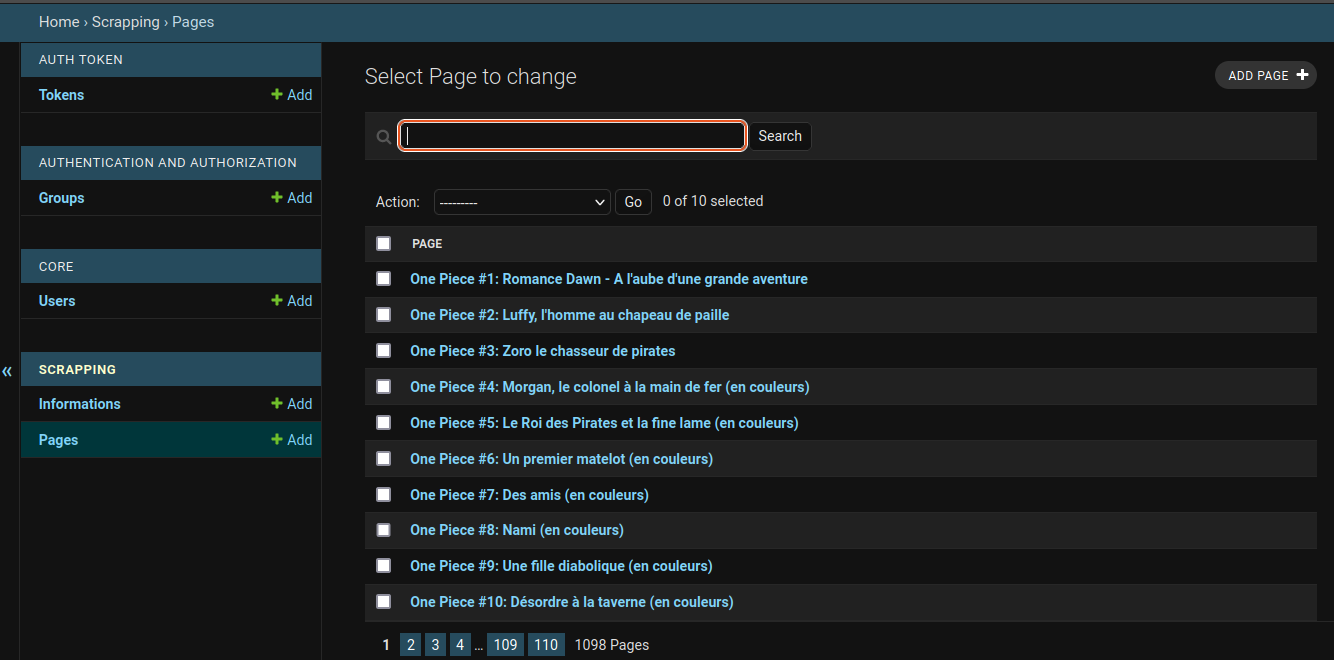 Home › Scrapping › Pages
AUTH TOKEN
Tokens + Add
AUTHENTICATION AND AUTHORIZATION
Groups + Add
CORE
Users + Add
«
SCRAPPING
Informations + Add
Pages + Add
Select Page to change
ADD PAGE +
Search
Action: --------- Go 0 of 10 selected
PAGE
One Piece #1: Romance Dawn - A l'aube d'une grande aventure
One Piece #2: Luffy, l'homme au chapeau de paille
One Piece #3: Zoro le chasseur de pirates
One Piece #4: Morgan, le colonel à la main de fer (en couleurs)
One Piece #5: Le Roi des Pirates et la fine lame (en couleurs)
One Piece #6: Un premier matelot (en couleurs)
One Piece #7: Des amis (en couleurs)
One Piece #8: Nami (en couleurs)
One Piece #9: Une fille diabolique (en couleurs)
One Piece #10: Désordre à la taverne (en couleurs)
1 2 3 4 … 109 110 1098 Pages